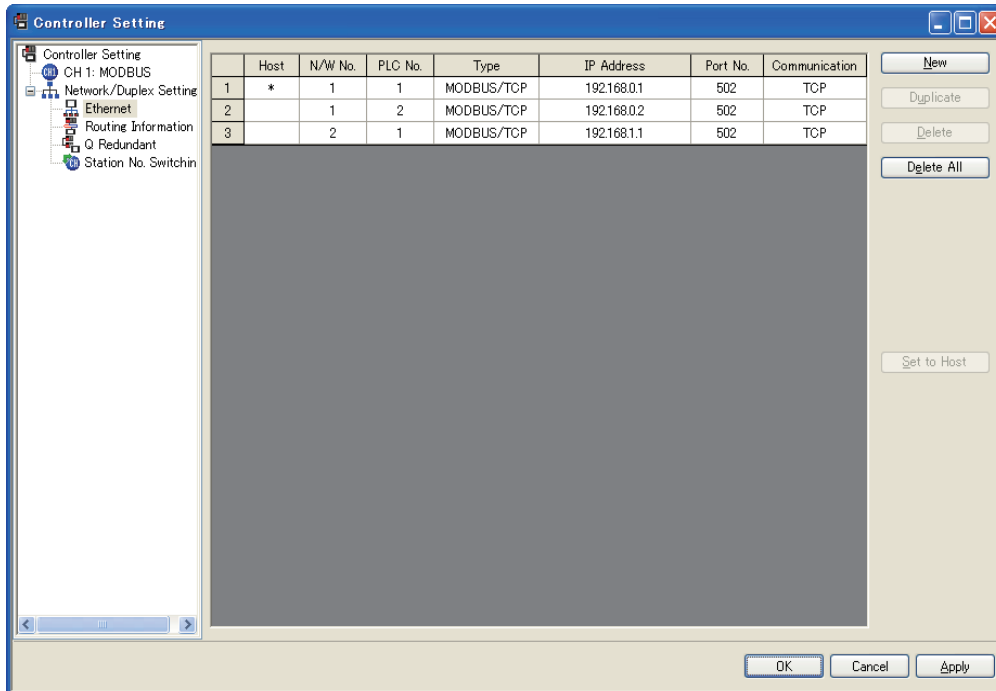 Controller Setting
Controller Setting
CH1 CH 1: MODBUS
Network/Duplex Setting
Ethernet
Routing Information
Q Redundant
CH Station No. Switchin
Host N/W No. PLC No. Type IP Address Port No. Communication
1 * 1 1 MODBUS/TCP 192.168.0.1 502 TCP
2 1 2 MODBUS/TCP 192.168.0.2 502 TCP
3 2 1 MODBUS/TCP 192.168.1.1 502 TCP
New
Duplicate
Delete
Delete All
Set to Host
OK Cancel Apply